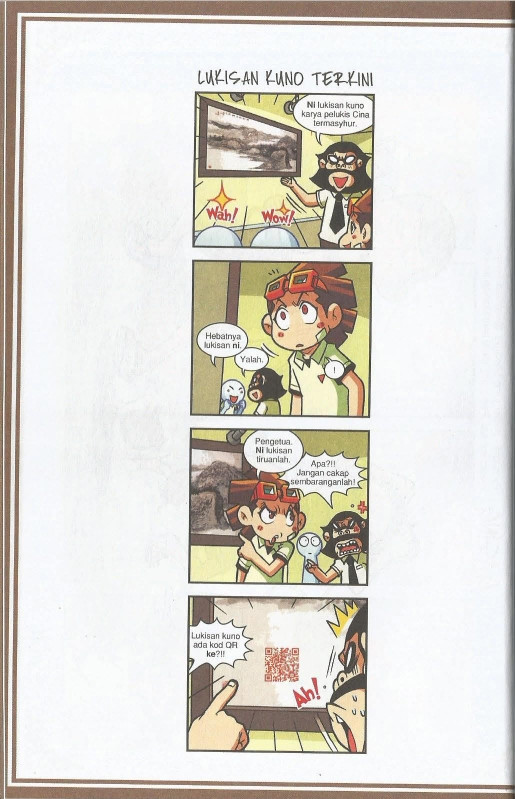 LUKISAN KUNO TERKINI
Ni lukisan kuno
karya pelukis Cina
termasyhur.
Wah!
Wow!
Hebatnya
lukisan ni.
Yalah.
!
Pengetua.
Ni lukisan
tiruanlah.
Apa?!!
Jangan cakap
sembaranganlah!
Lukisan kuno
ada kod QR
ke?!!
Ah!